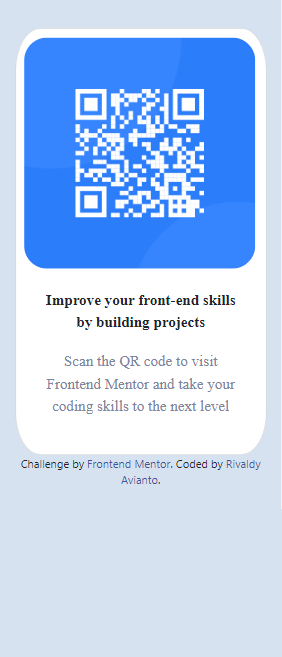 Improve your front-end skills
by building projects
Scan the QR code to visit
Frontend Mentor and take your
coding skills to the next level
Challenge by Frontend Mentor. Coded by Rivaldy
Avianto.